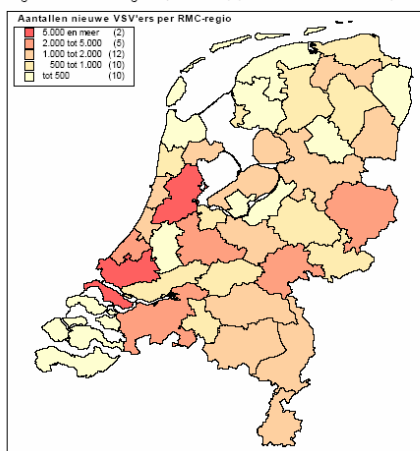 Aantallen nieuwe VSV'ers per RMC-regio
5.000 en meer (2)
2.000 tot 5.000 (5)
1.000 tot 2.000 (12)
500 tot 1.000 (10)
tot 500 (10)